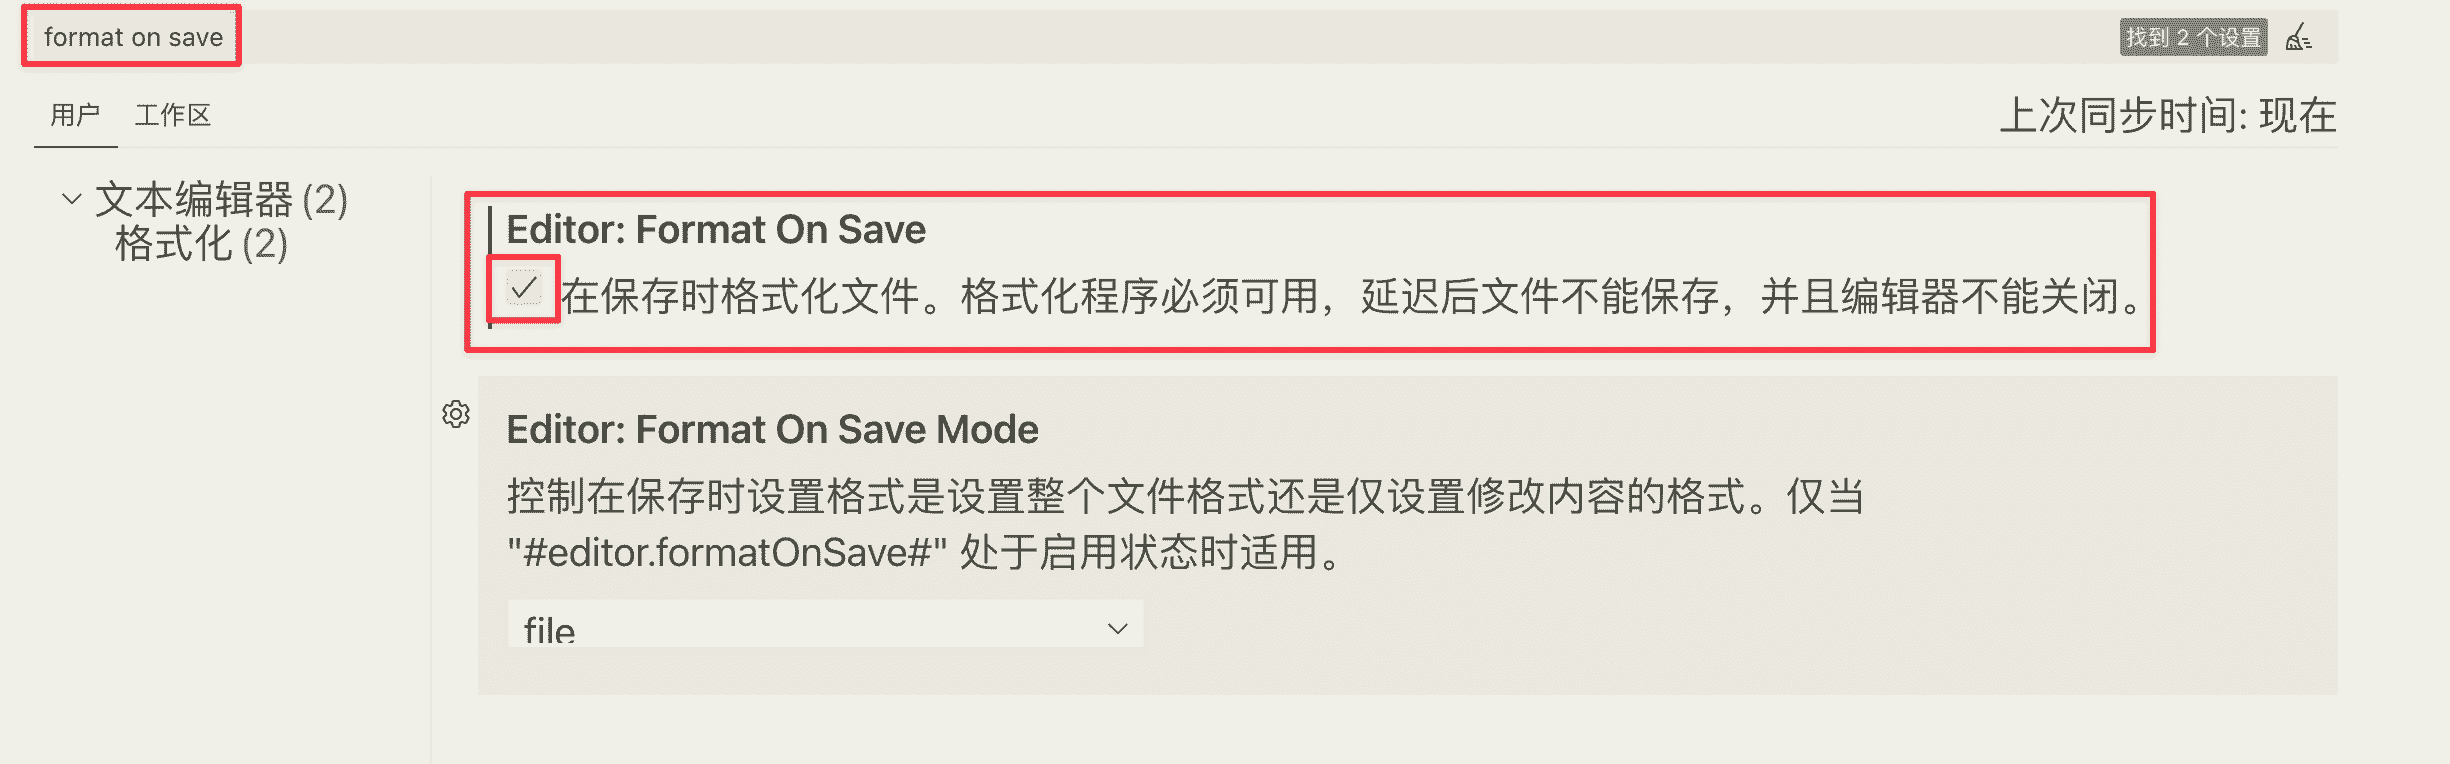 format on save
找到 2 个设置
用户
工作区
上次同步时间: 现在
文本编辑器 (2)
格式化 (2)
Editor: Format On Save
在保存时格式化文件。格式化程序必须可用，延迟后文件不能保存，并且编辑器不能关闭。
Editor: Format On Save Mode
控制在保存时设置格式是设置整个文件格式还是仅设置修改内容的格式。仅当
"#editor.formatOnSave#" 处于启用状态时适用。
file